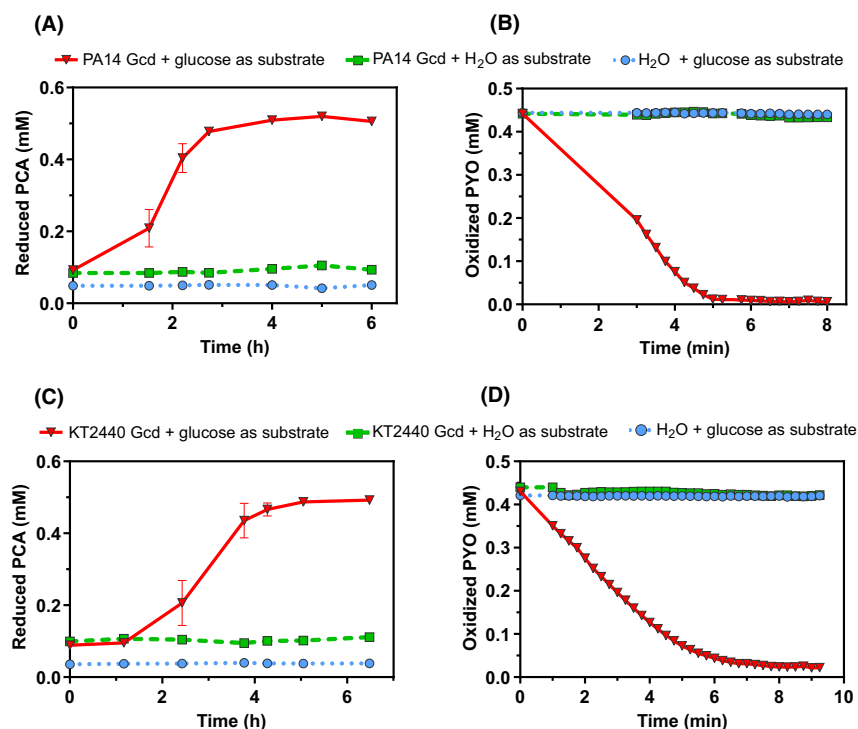 (A)
(B)
PA14 Gcd + glucose as substrate
PA14 Gcd + H₂O as substrate
H₂O + glucose as substrate
Reduced PCA (mM)
0.6
0.4
0.2
0.0
0 2 4 6
Time (h)
Oxidized PYO (mM)
0.5
0.4
0.3
0.2
0.1
0.0
0 2 4 6 8
Time (min)
(C)
(D)
KT2440 Gcd + glucose as substrate
KT2440 Gcd + H₂O as substrate
H₂O + glucose as substrate
Reduced PCA (mM)
0.6
0.4
0.2
0.0
0 2 4 6
Time (h)
Oxidized PYO (mM)
0.5
0.4
0.3
0.2
0.1
0.0
0 2 4 6 8 10
Time (min)